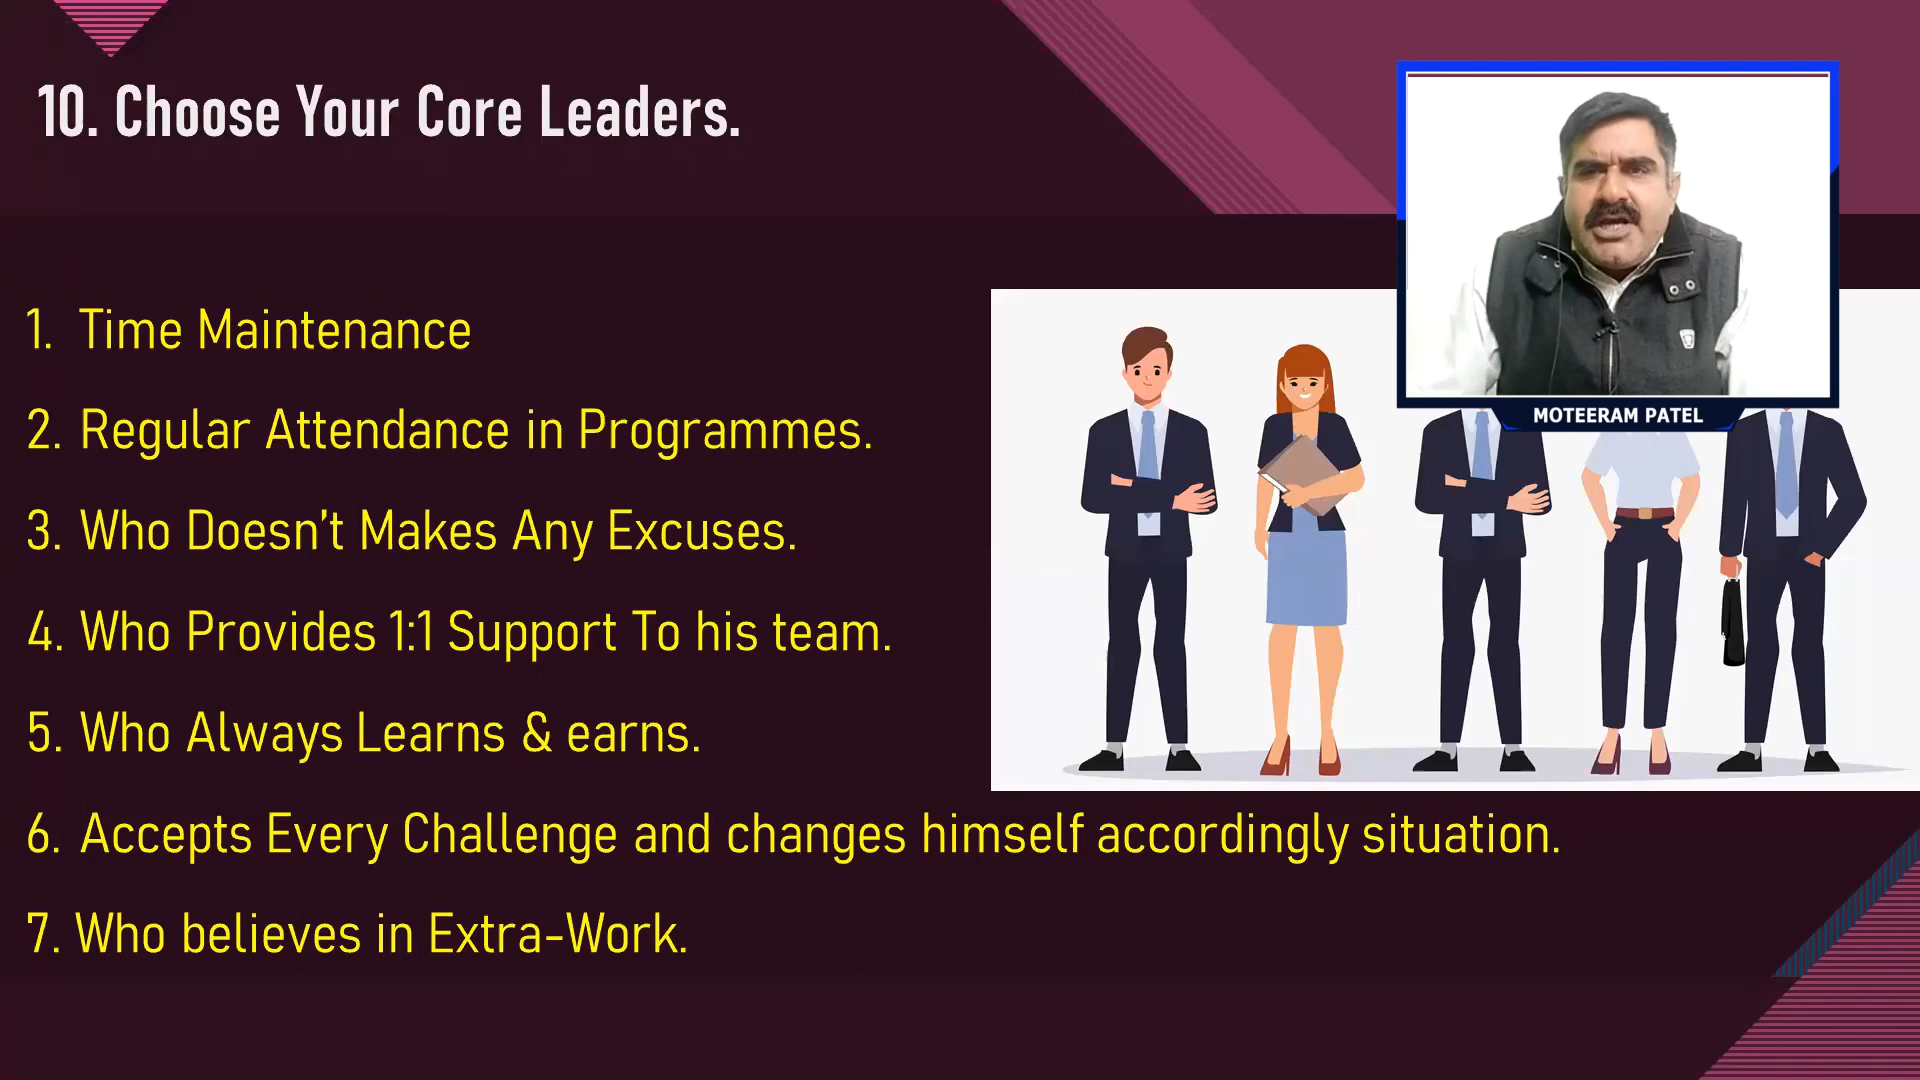 10. Choose Your Core Leaders.
MOTEERAM PATEL
1. Time Maintenance
2. Regular Attendance in Programmes.
3. Who Doesn't Makes Any Excuses.
4. Who Provides 1:1 Support To his team.
5. Who Always Learns & earns.
6. Accepts Every Challenge and changes himself accordingly situation.
7. Who believes in Extra-Work.